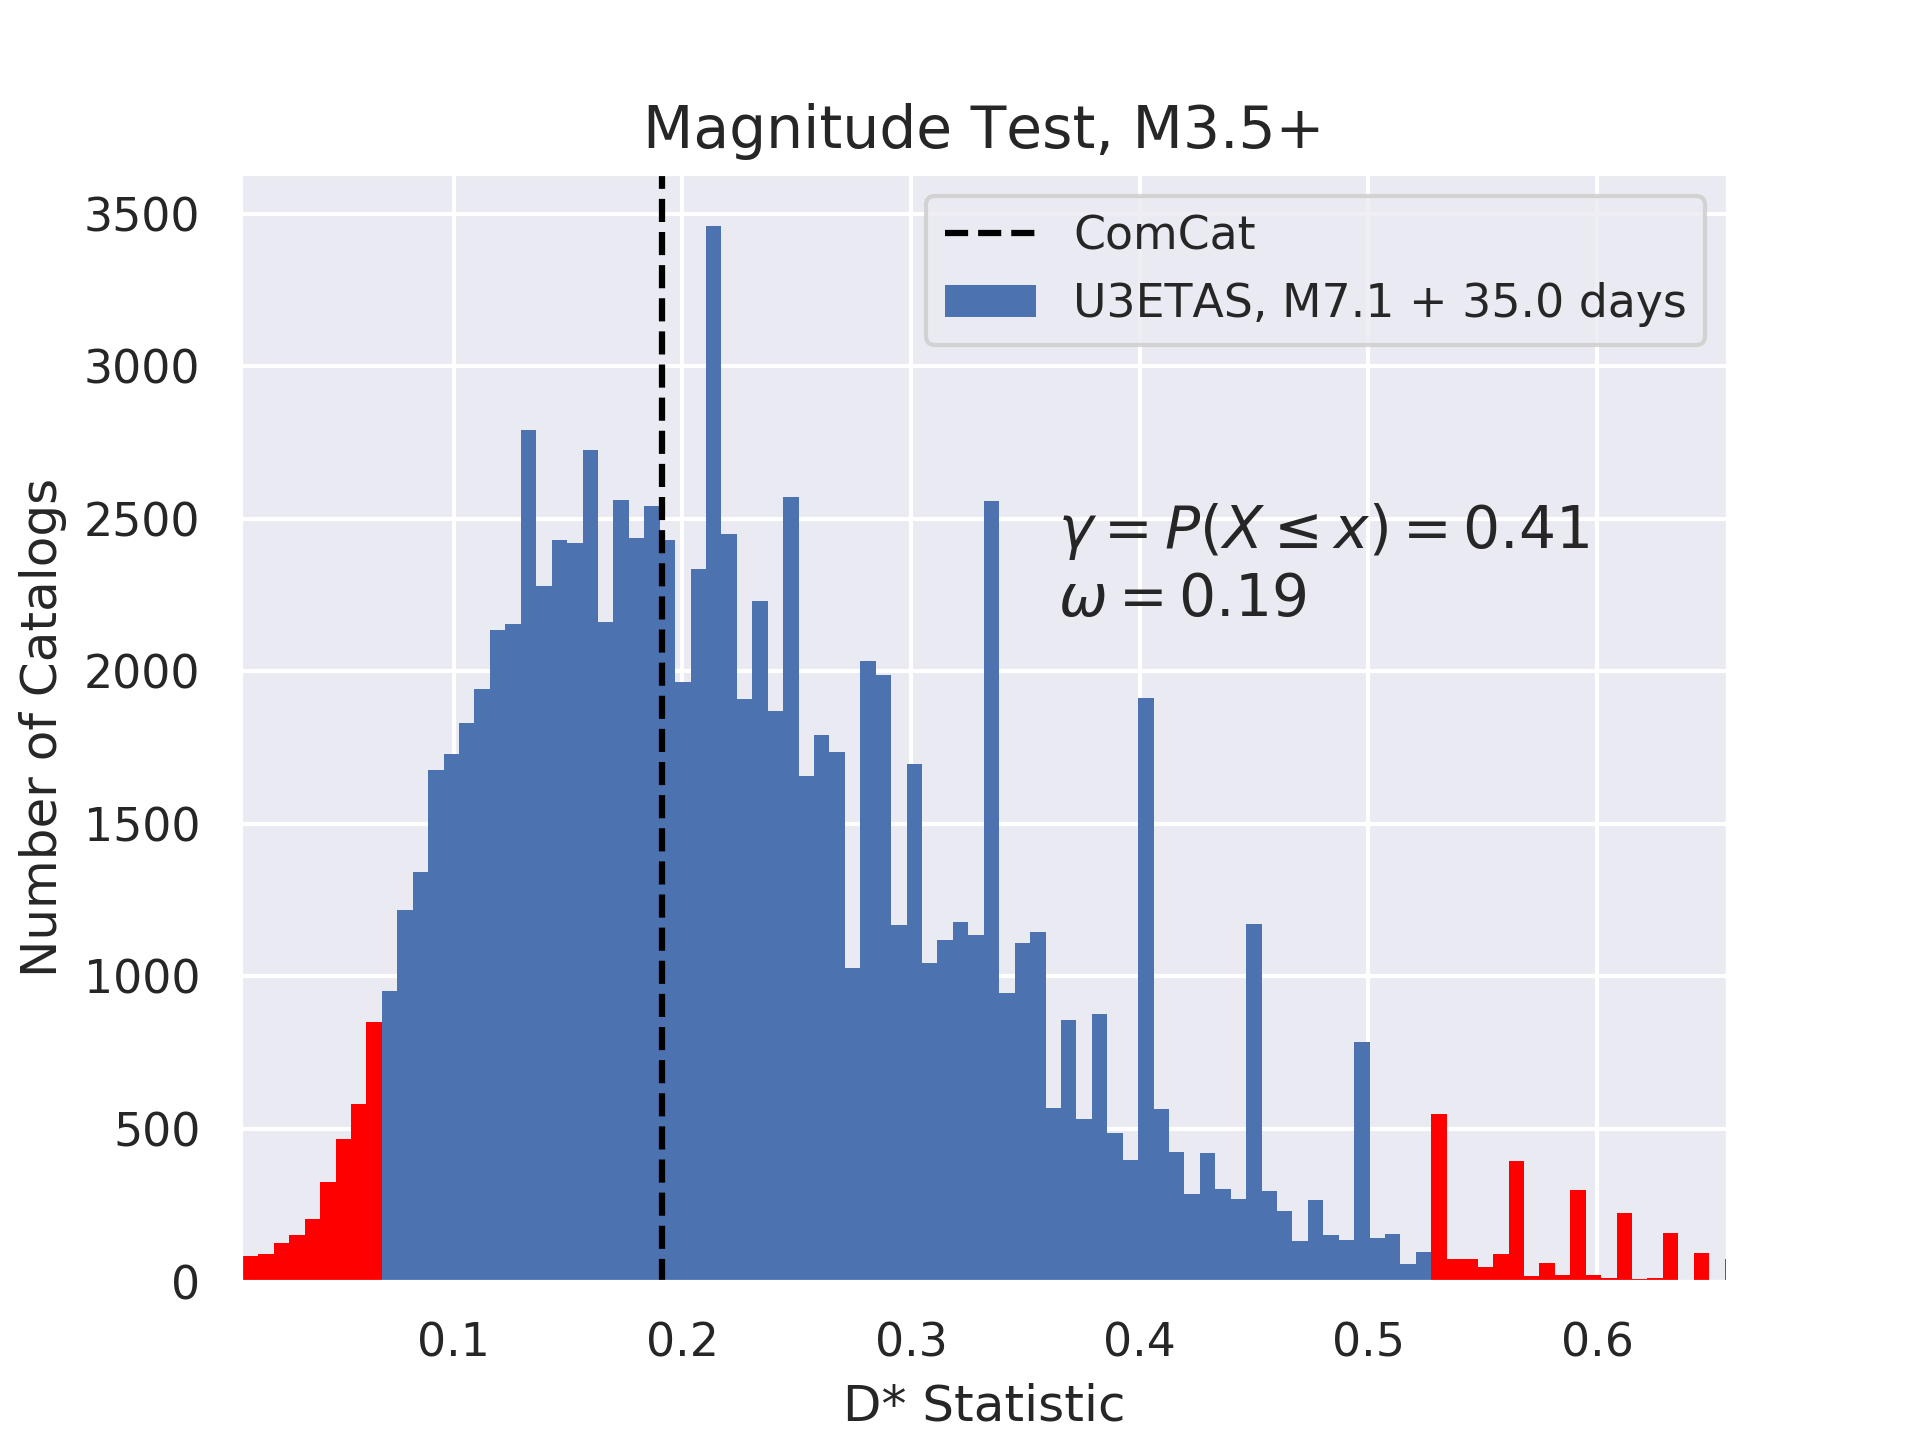 Magnitude Test, M3.5+
ComCat
U3ETAS, M7.1 + 35.0 days
γ = P(X ≤ x) = 0.41
ω = 0.19
Number of Catalogs
3500
3000
2500
2000
1500
1000
500
0
0.1 0.2 0.3 0.4 0.5 0.6
D* Statistic